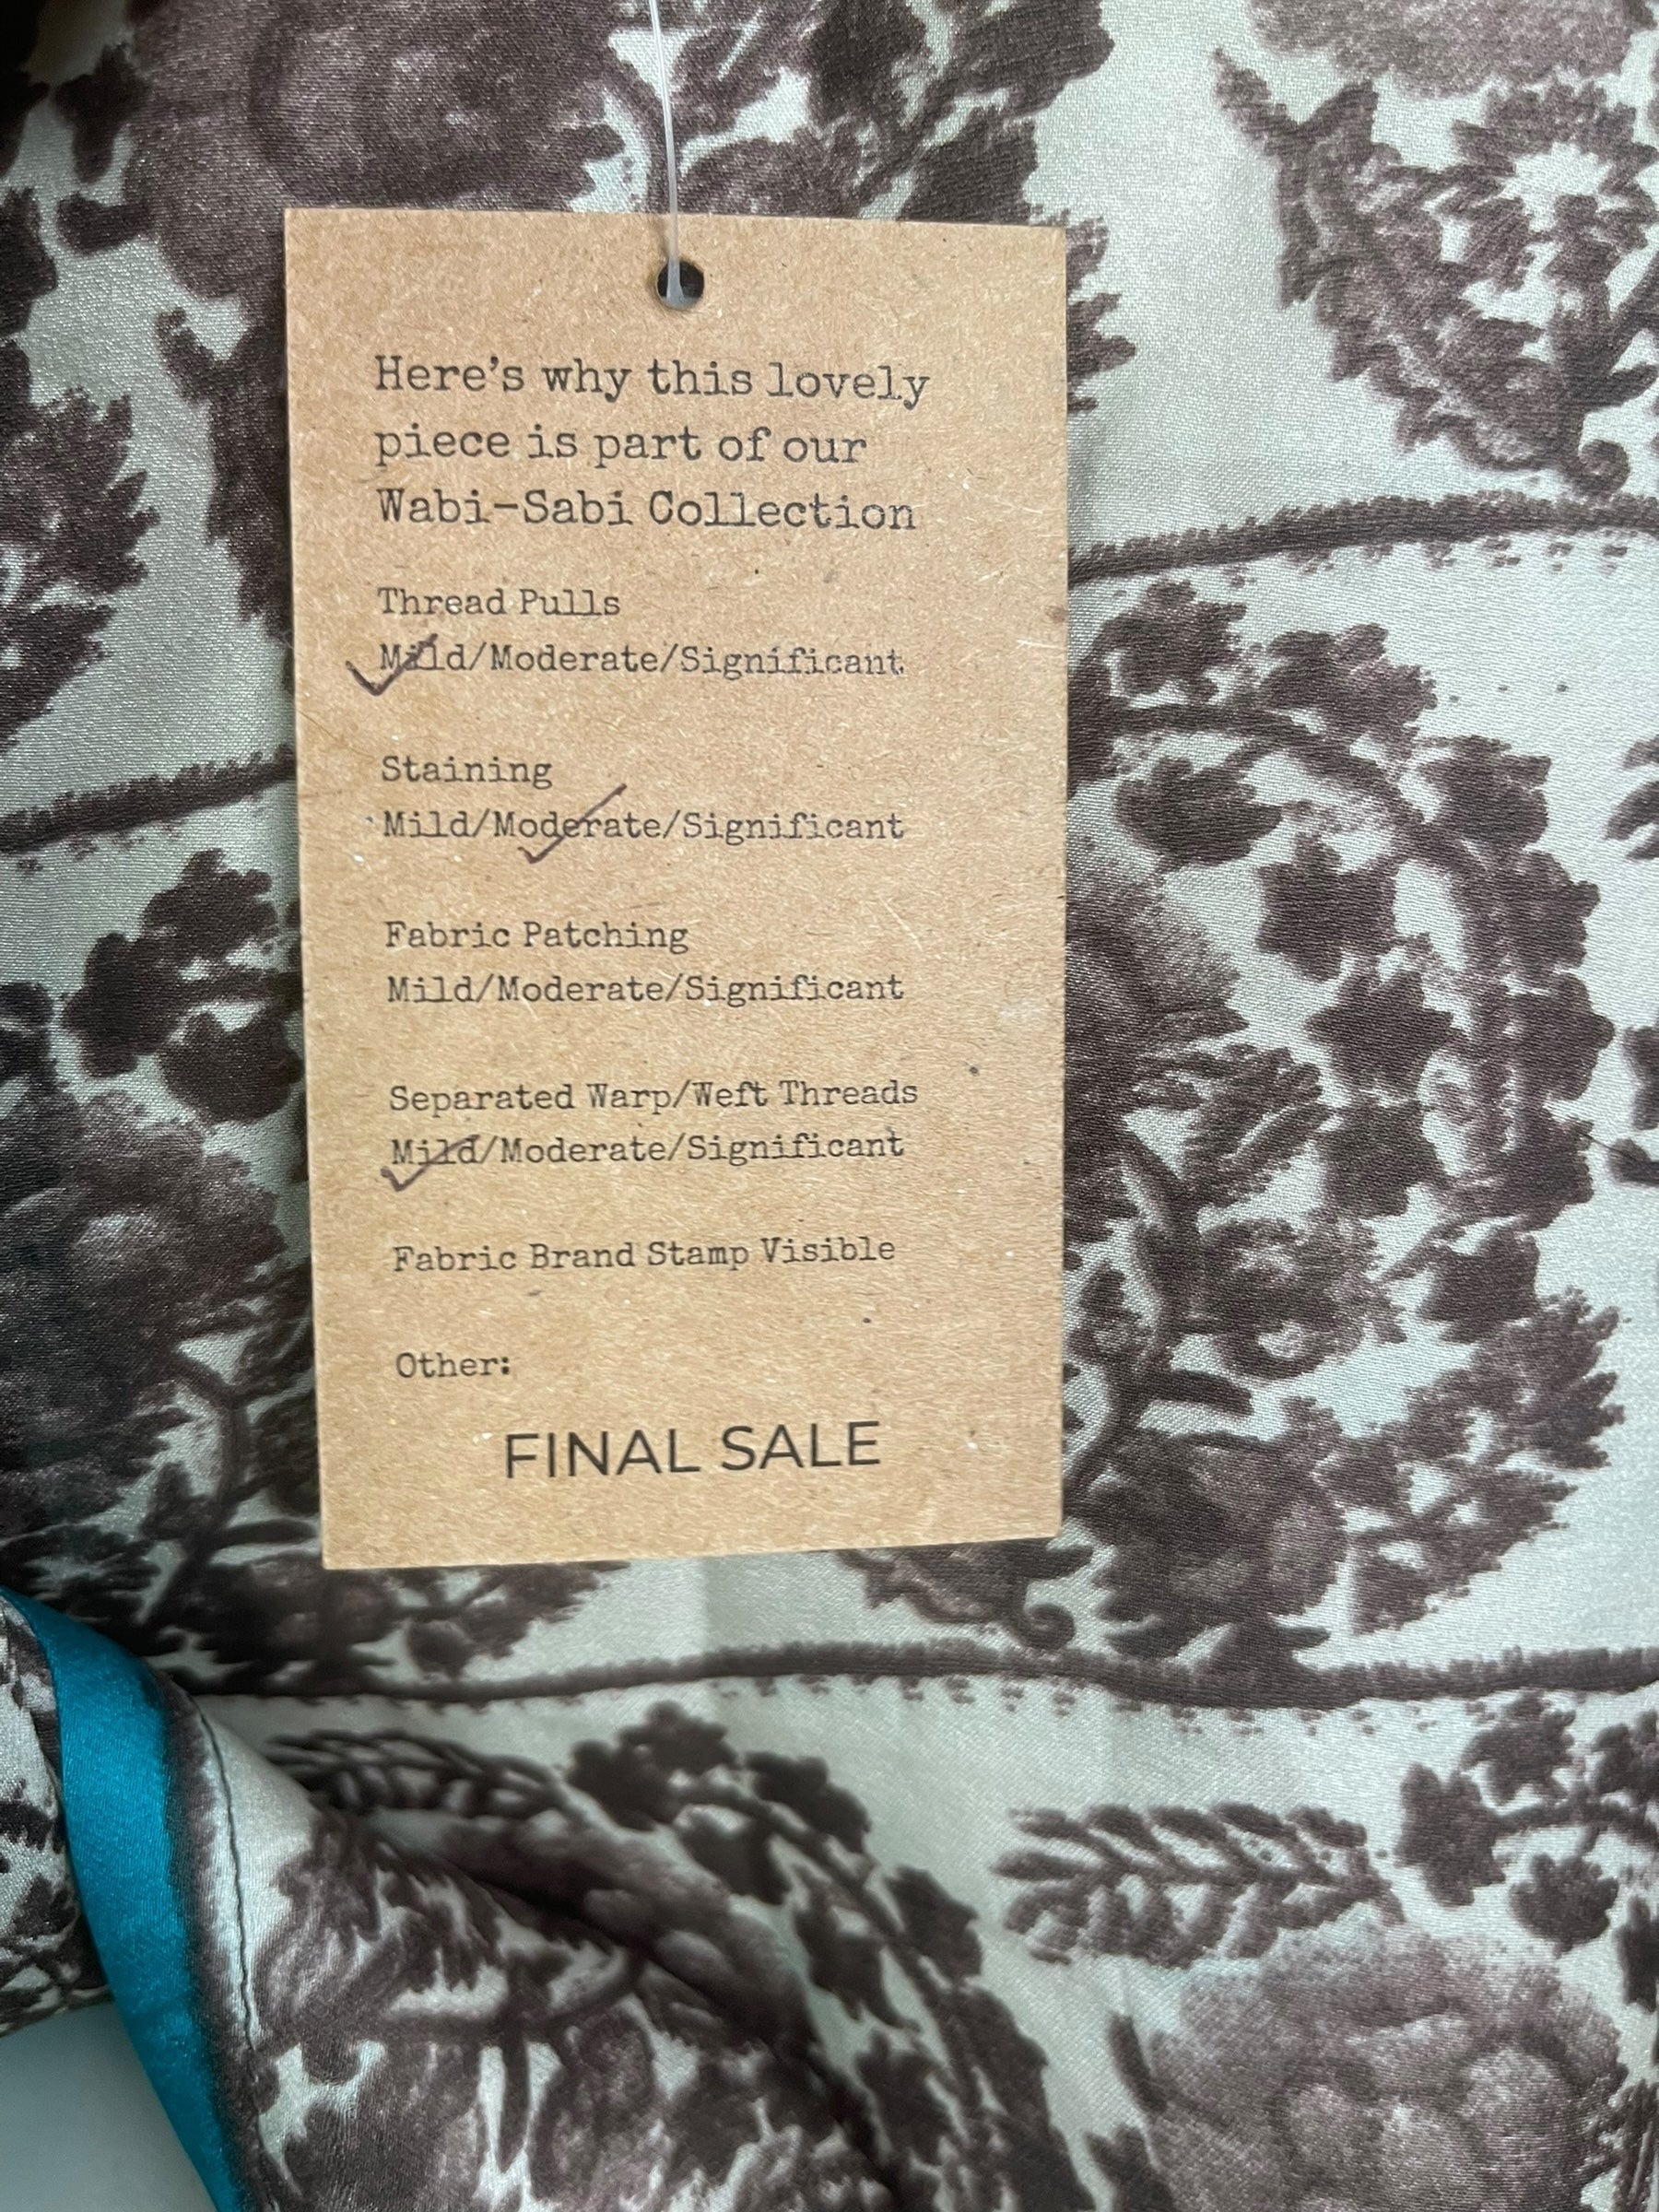 Here's why this lovely
piece is part of our
Wabi-Sabi Collection
Thread Pulls
Mild/Moderate/Significant
Staining
Mild/Moderate/Significant
Fabric Patching
Mild/Moderate/Significant
Separated Warp/Weft Threads
Mild/Moderate/Significant
Fabric Brand Stamp Visible
Other:
FINAL SALE